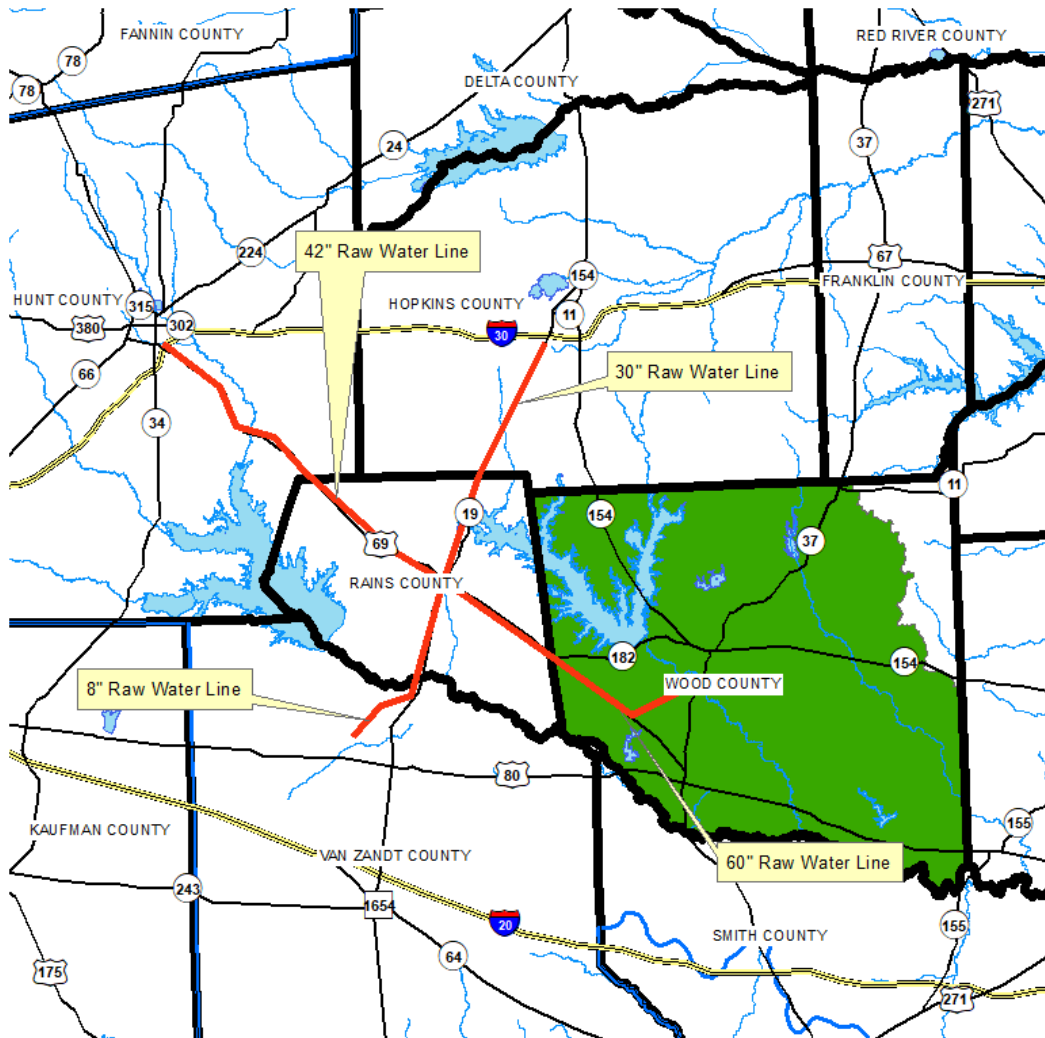 FANNIN COUNTY
RED RIVER COUNTY
78
78
DELTA COUNTY
271
24
37
42" Raw Water Line
224
67
154
FRANKLIN COUNTY
HUNT COUNTY
315
HOPKINS COUNTY
11
380
302
30
66
30" Raw Water Line
34
11
19
154
37
69
RAINS COUNTY
182
154
8" Raw Water Line
WOOD COUNTY
80
KAUFMAN COUNTY
155
VAN ZANDT COUNTY
60" Raw Water Line
243
1654
20
155
SMITH COUNTY
64
175
271